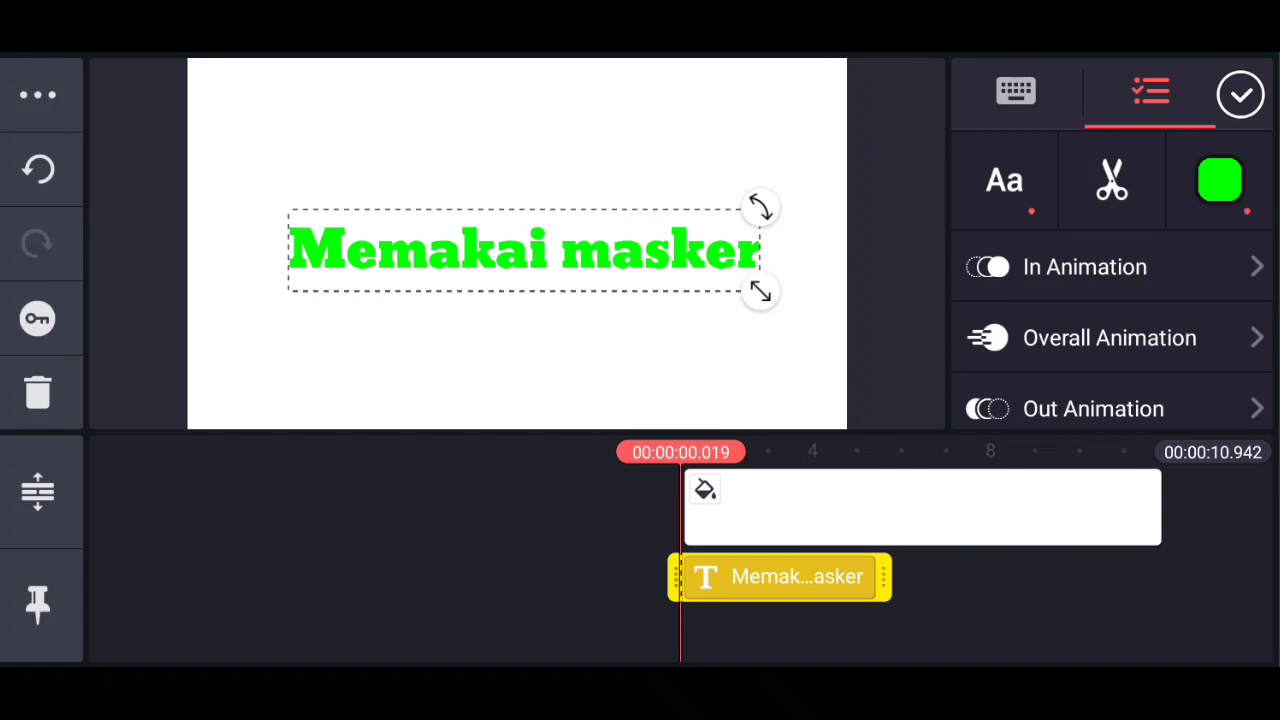 Memakai masker
Aa
In Animation
Overall Animation
Out Animation
00:00:00.019
4
8
00:00:10.942
T Memak...asker